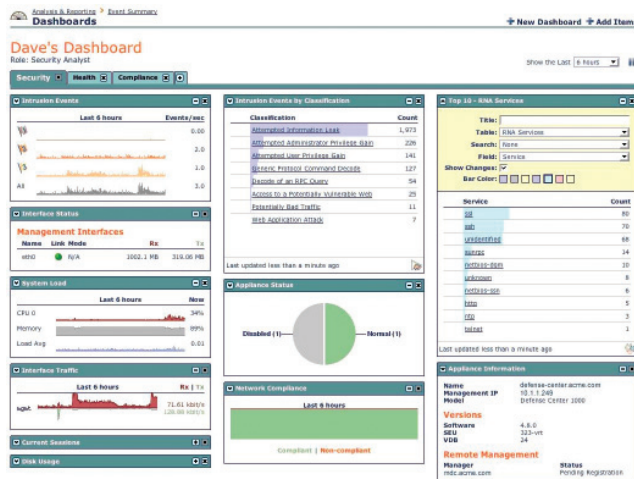 Analysis & Reporting > Event Summary
Dashboards
New Dashboard
Add Item
Dave's Dashboard
Role: Security Analyst
Show the Last 6 hours
Security
Health
Compliance
Intrusion Events
Last 6 hours
Events/sec
0.00
2.0
1.0
All 3.0
Interface Status
Management Interfaces
Name Link Mode Rx Tx
eth0 N/A 1002.1 MB 319.06 MB
System Load
Last 6 hours Now
CPU 0 34%
Memory 89%
Load Avg 0.01
Interface Traffic
Last 6 hours Rx | Tx
71.61 kbit/s
Current Sessions
Disk Usage
Intrusion Events by Classification
Classification Count
Attempted Information Leak 1,973
Attempted Administrator Privilege Gain 226
Attempted User Privilege Gain 141
Generic Protocol Command Decode 127
Decode of an RPC Query 54
Access to a Potentially Vulnerable Web 25
Potentially Bad Traffic 11
Web Application Attack 7
Last updated less than a minute ago
Appliance Status
Disabled (1)
Normal (1)
Network Compliance
Last 6 hours
Compliant | Non-compliant
Top 10 - RNA Services
Title:
Table: RNA Services
Search: None
Field: Service
Show Changes:
Bar Color:
Service Count
ssl 80
ssh 70
unidentified 68
sunrpc 14
netbios-dgm 10
unknown 8
netbios-ssn 6
http 5
ntp 3
telnet 1
Last updated less than a minute ago
Appliance Information
Name defense-center.acme.com
Management IP 10.1.1.249
Model Defense Center 1000
Versions
Software 4.8.0
SEU 323-vrt
VDB 24
Remote Management
Manager Status
mdc.acme.com Pending Registration